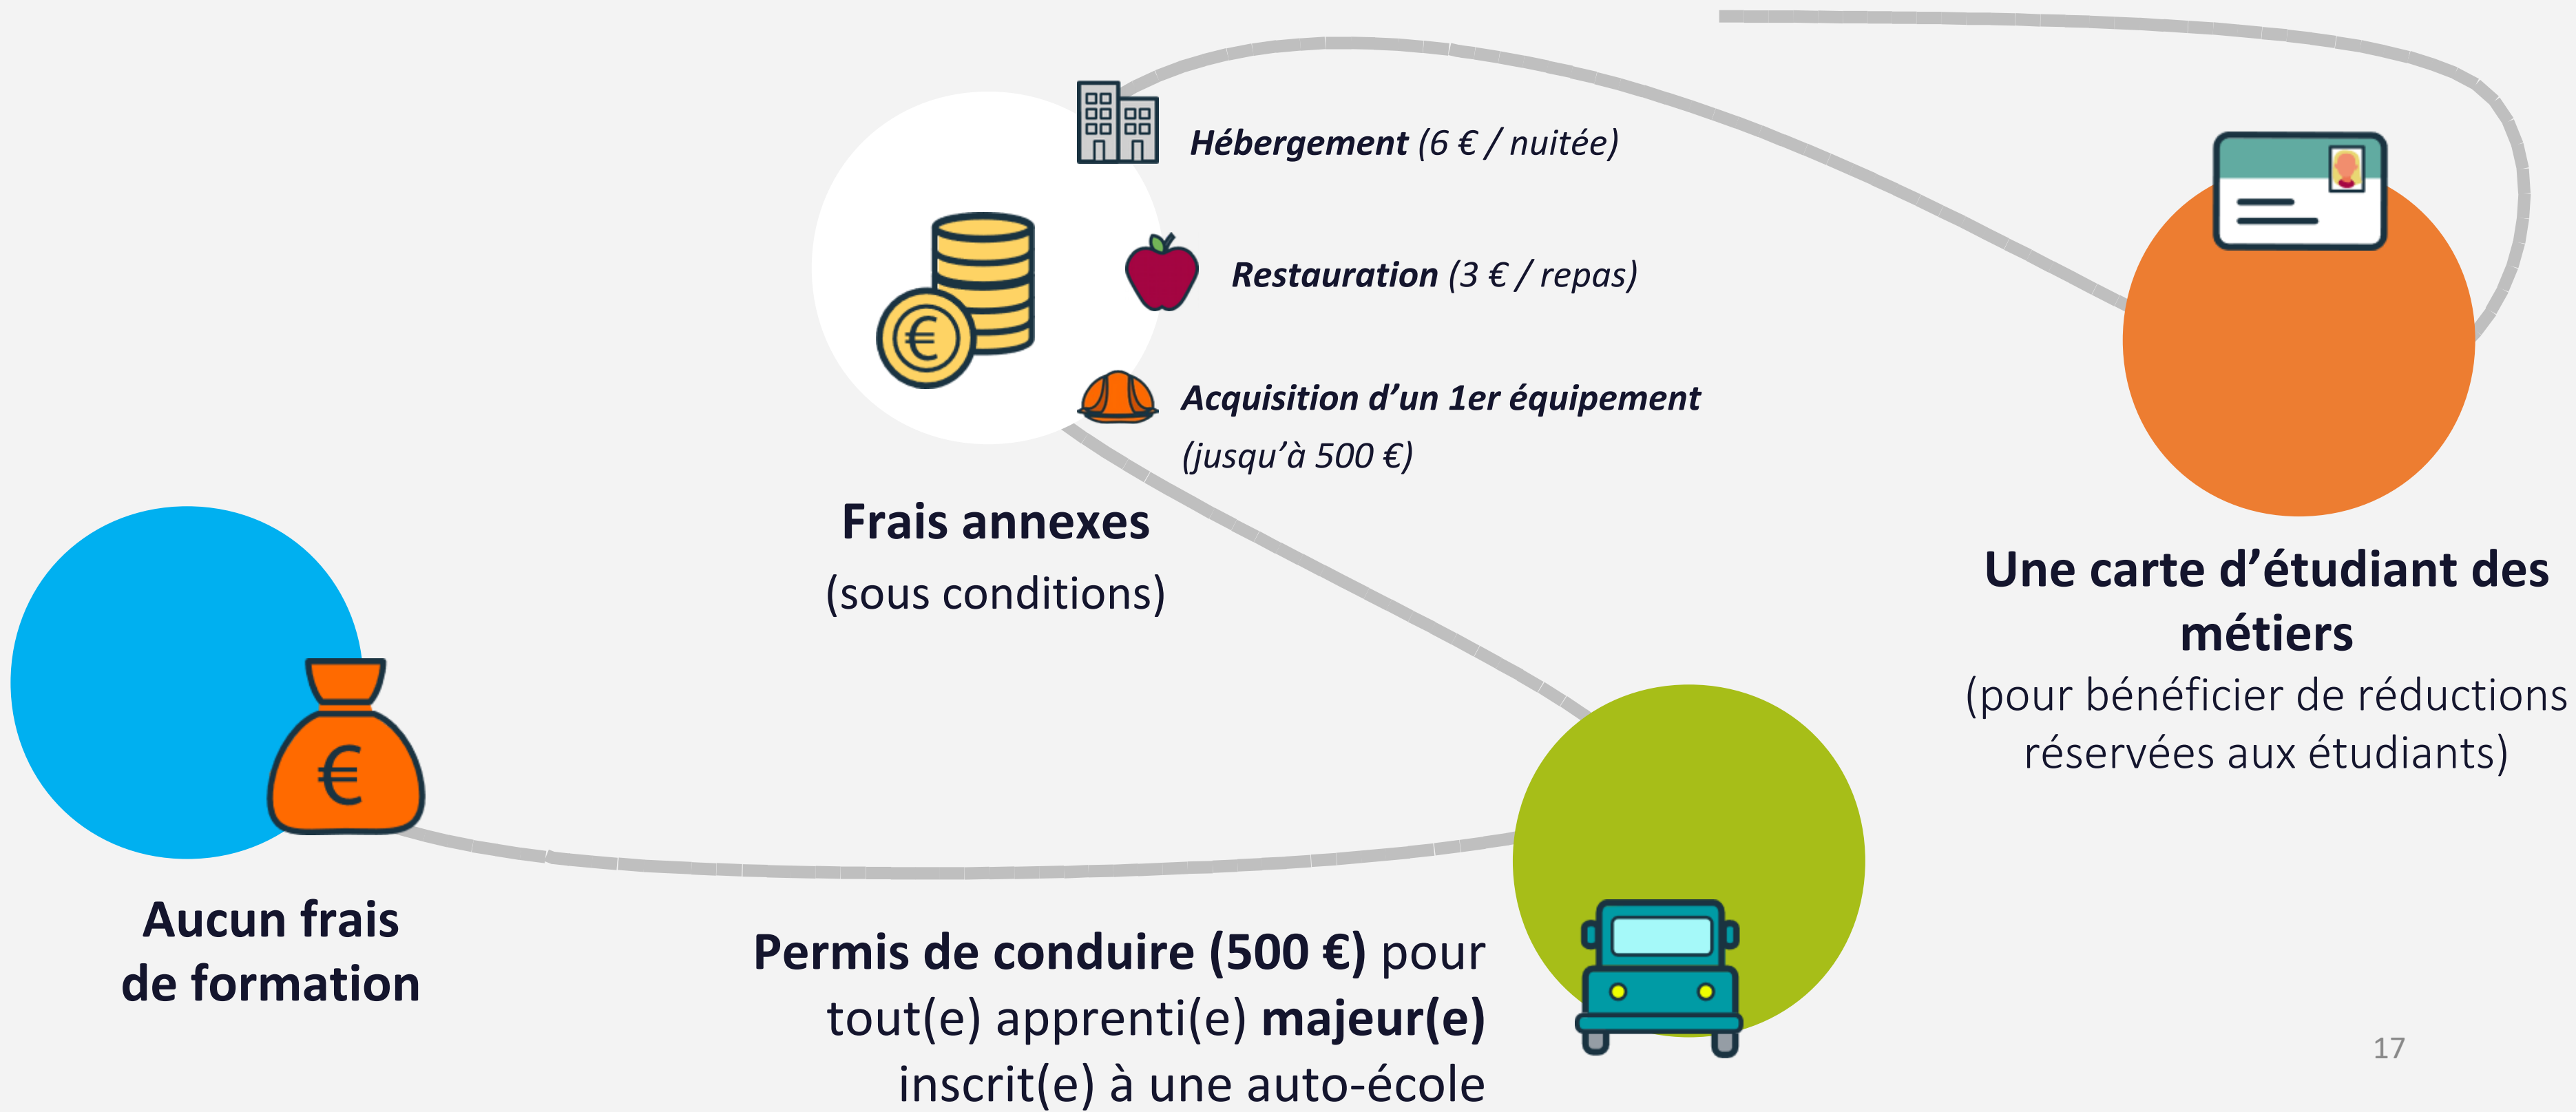 Hébergement (6 € / nuitée)
Restauration (3 € / repas)
Acquisition d’un 1er équipement
(jusqu’à 500 €)
Frais annexes
(sous conditions)
Une carte d’étudiant des
métiers
(pour bénéficier de réductions
réservées aux étudiants)
€
€
Aucun frais
de formation
Permis de conduire (500 €) pour
tout(e) apprenti(e) majeur(e)
inscrit(e) à une auto-école
17